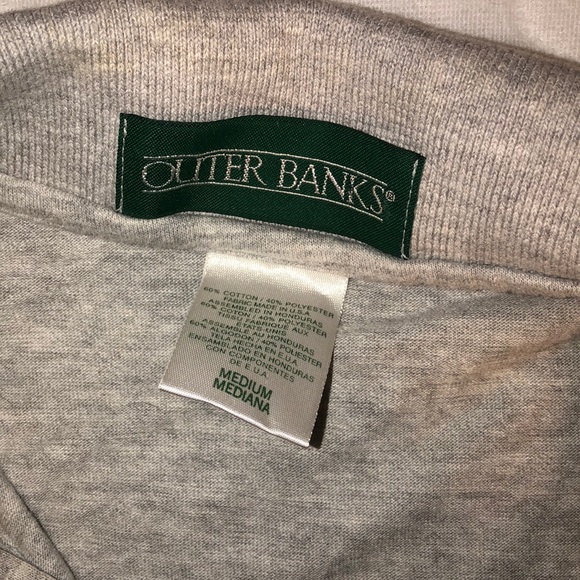 OUTER BANKS®
60% COTTON / 40% POLYESTER
FABRIC MADE IN U.S.A.
ASSEMBLED IN HONDURAS
60% COTON / 40% POLYESTER
TISSU FABRIQUE AUX
ETATS-UNIS
ASSEMBLE AU HONDURAS
60% ALGODON / 40% POLIESTER
TELA HECHA EN E.U.A.
ENSAMBLADO EN HONDURAS
CON COMPONENTES
DE E.U.A
MEDIUM
MEDIANA